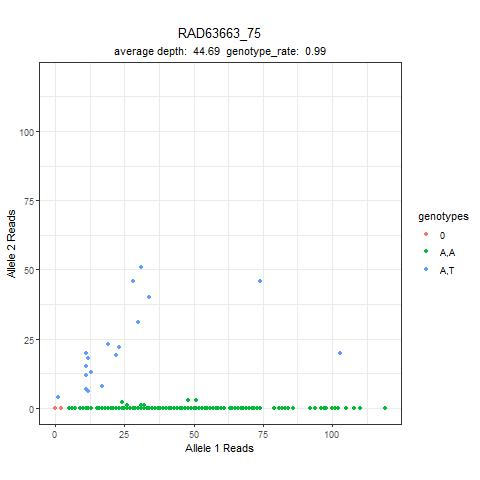 RAD63663_75
average depth: 44.69 genotype_rate: 0.99
100
75
50
25
0
Allele 2 Reads
0 25 50 75 100
Allele 1 Reads
genotypes
0
A,A
A,T